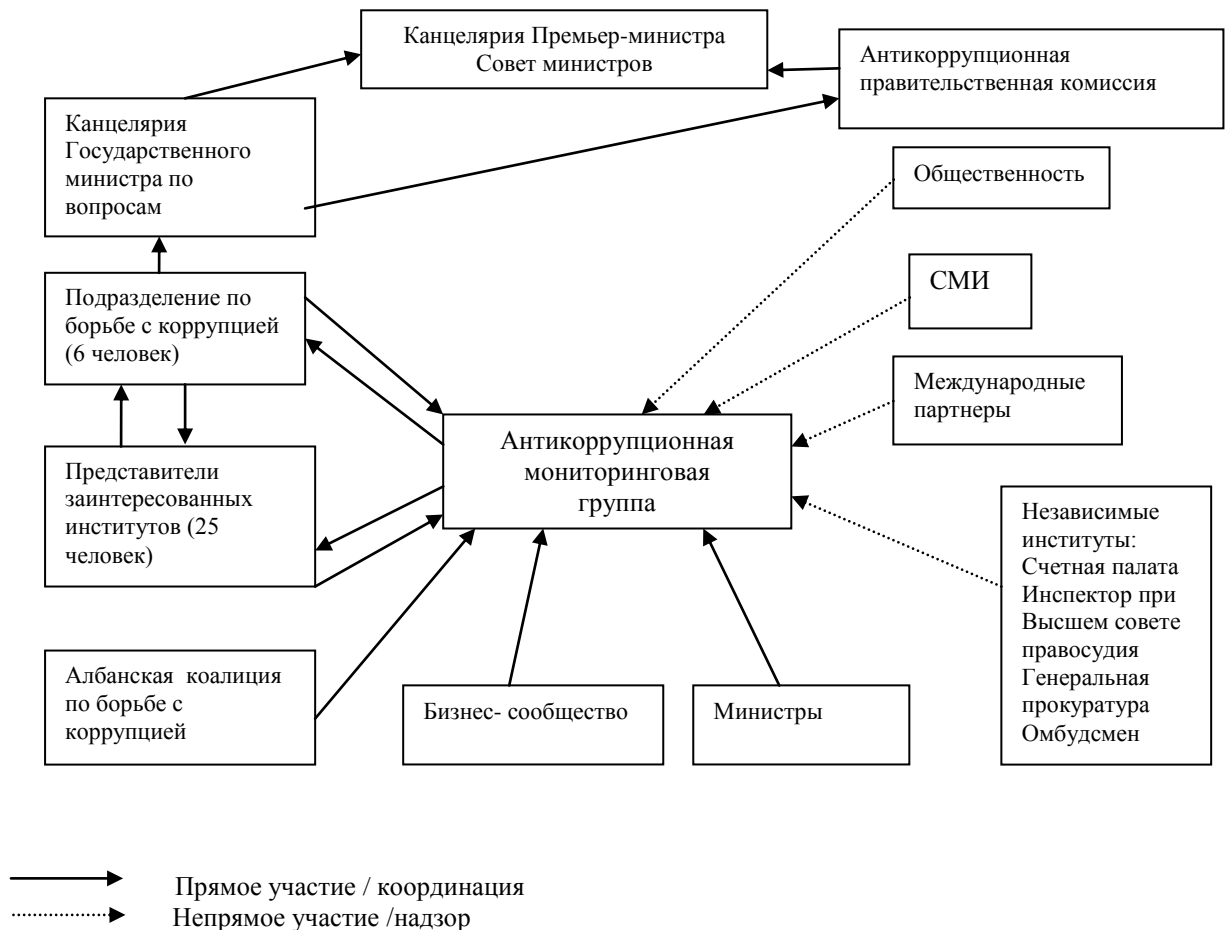 Канцелярия Премьер-министра
Совет министров
Антикоррупционная
правительственная комиссия
Канцелярия
Государственного
министра по
вопросам
Общественность
СМИ
Подразделение по
борьбе с коррупцией
(6 человек)
Международные
партнеры
Антикоррупционная
мониторинговая
группа
Представители
заинтересованных
институтов (25
человек)
Независимые
институты:
Счетная палата
Инспектор при
Высшем совете
правосудия
Генеральная
прокуратура
Омбудсмен
Албанская коалиция
по борьбе с
коррупцией
Бизнес- сообщество
Министры
Прямое участие / координация
Непрямое участие /надзор